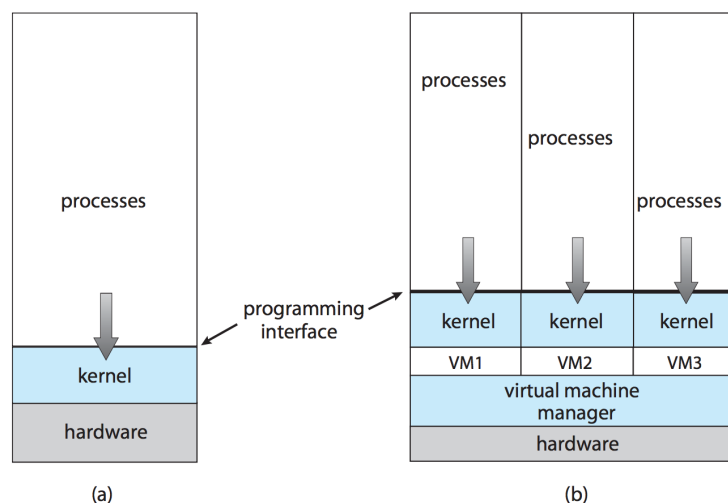 processes
kernel
hardware
(a)
programming
interface
processes
processes
processes
kernel
kernel
kernel
VM1
VM2
VM3
virtual machine
manager
hardware
(b)